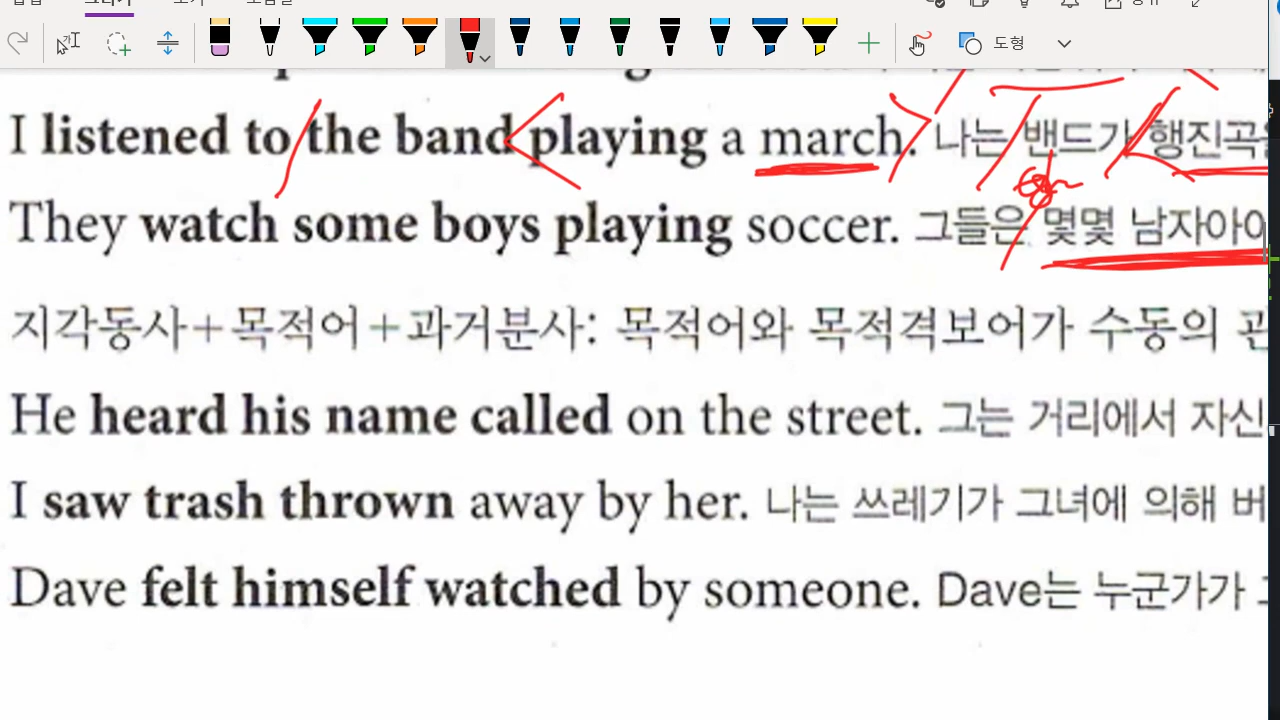 도형
I listened to the band playing a march. 나는 밴드가 행진곡을
They watch some boys playing soccer. 그들은 몇몇 남자아이
지각동사+목적어+과거분사: 목적어와 목적격보어가 수동의 관
He heard his name called on the street. 그는 거리에서 자신
I saw trash thrown away by her. 나는 쓰레기가 그녀에 의해 버
Dave felt himself watched by someone. Dave는 누군가가